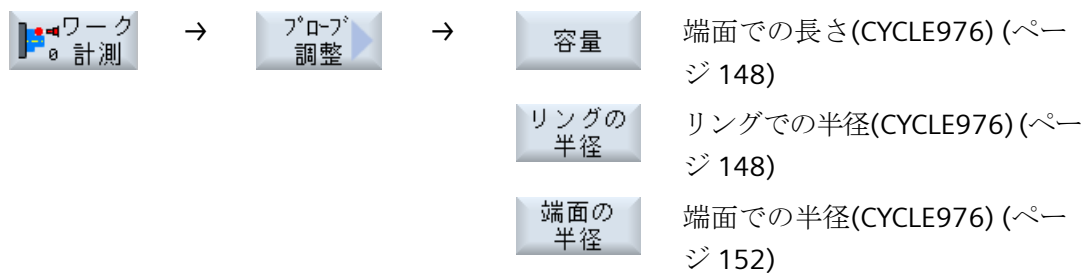 ワーク
0 計測
→
プローブ
調整
→
容量
端面での長さ(CYCLE976) (ペー
ジ 148)
リングの
半径
リングでの半径(CYCLE976) (ペー
ジ 148)
端面の
半径
端面での半径(CYCLE976) (ペー
ジ 152)